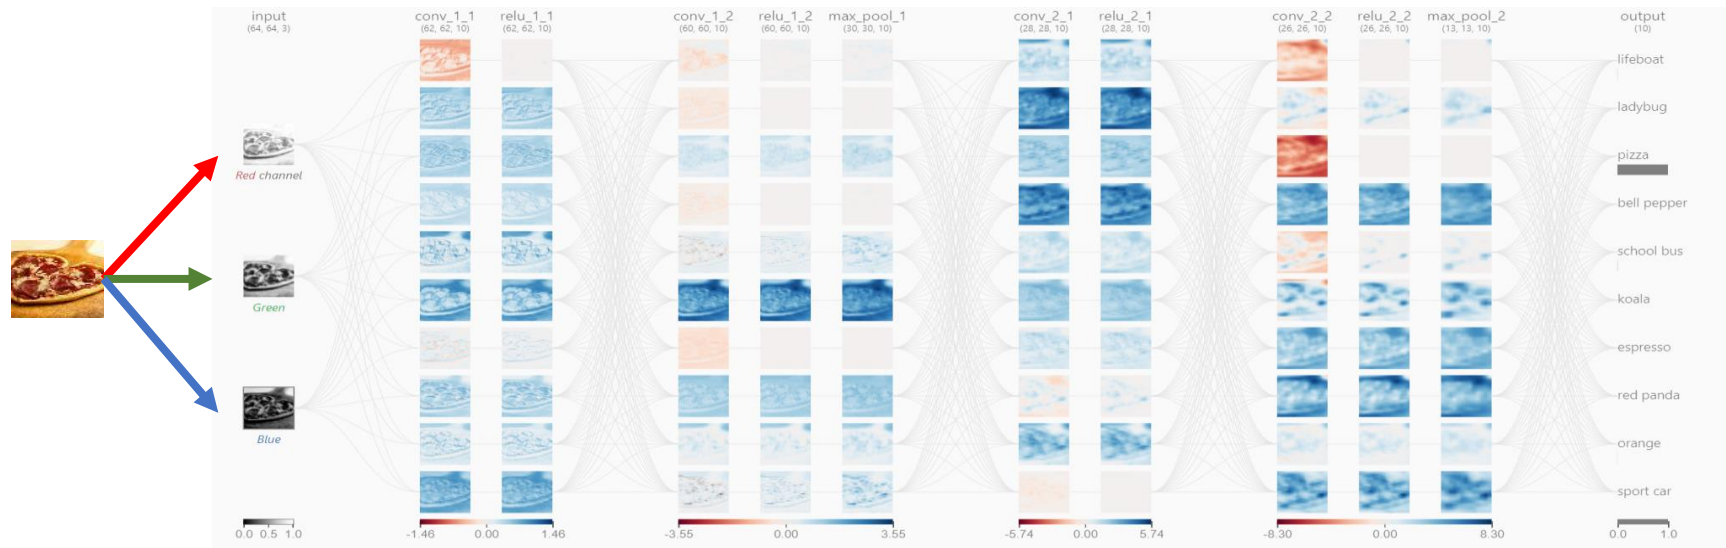 input conv_1_1 relu_1_1 conv_1_2 relu_1_2 max_pool_1 conv_2_1 relu_2_1 conv_2_2 relu_2_2 max_pool_2 output
(64, 64, 3) (62, 62, 10) (62, 62, 10) (60, 60, 10) (60, 60, 10) (30, 30, 10) (28, 28, 10) (28, 28, 10) (26, 26, 10) (26, 26, 10) (13, 13, 10) (10)
lifeboat
ladybug
pizza
Red channel
bell pepper
school bus
koala
Green
espresso
red panda
Blue
orange
sport car
0.0 0.5 1.0 -1.46 0.00 1.46 -3.55 0.00 3.55 -5.74 0.00 5.74 -8.30 0.00 8.30 0.0 1.0